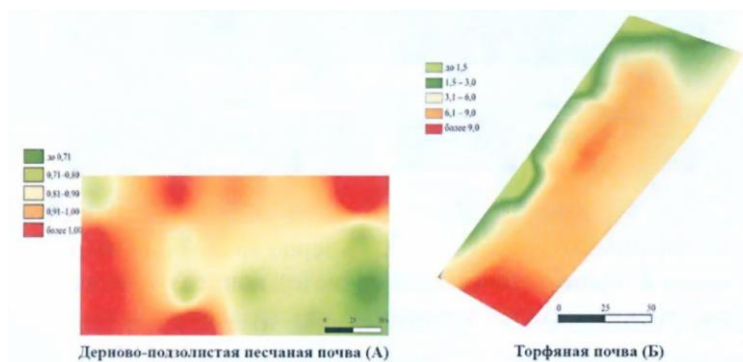 до 1,5
1,5 – 3,0
3,1 – 6,0
6,1 – 9,0
более 9,0
до 0,71
0,71–0,80
0,81–0,90
0,91–1,00
более 1,00
0 25 50
0 25 50
Дерново-подзолистая песчаная почва (А)
Торфяная почва (Б)